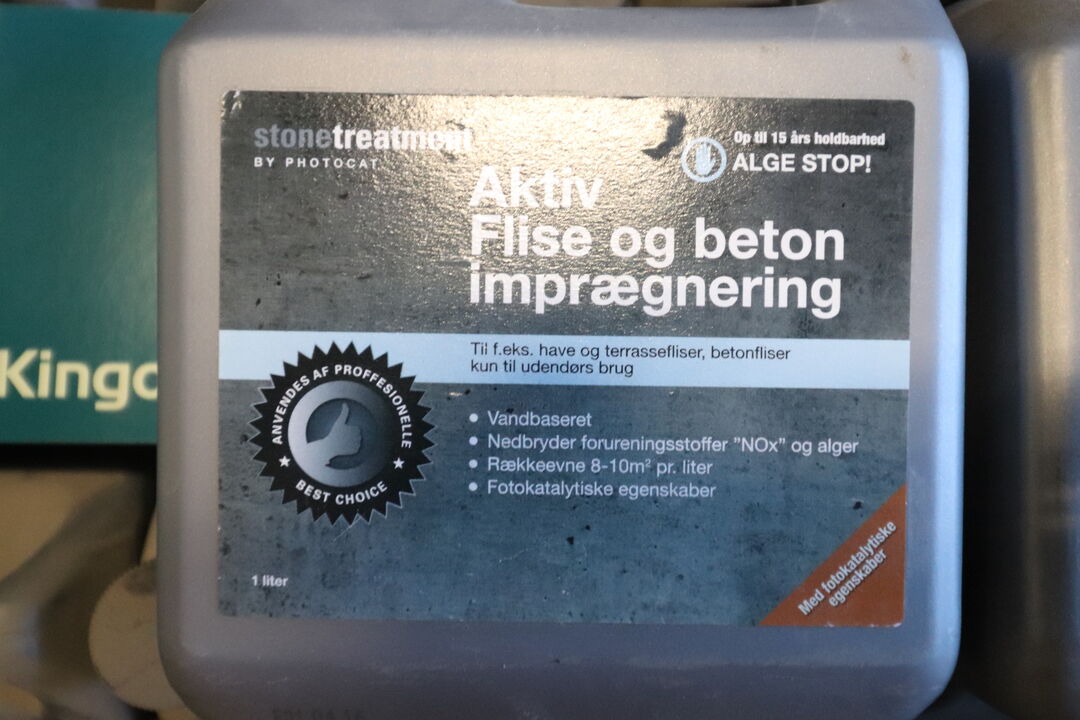 stonetreatment
BY PHOTOCAT
Op til 15 års holdbarhed
ALGE STOP!
Aktiv
Flise og beton
imprægnering
Til f.eks. have og terrassefliser, betonfliser
kun til udendørs brug
ANVENDES AF PROFFESIONELLE
BEST CHOICE
Vandbaseret
Nedbryder forureningsstoffer "NOx" og alger
Rækkeevne 8-10m² pr. liter
Fotokatalytiske egenskaber
1 liter
Med fotokatalytiske
egenskaber